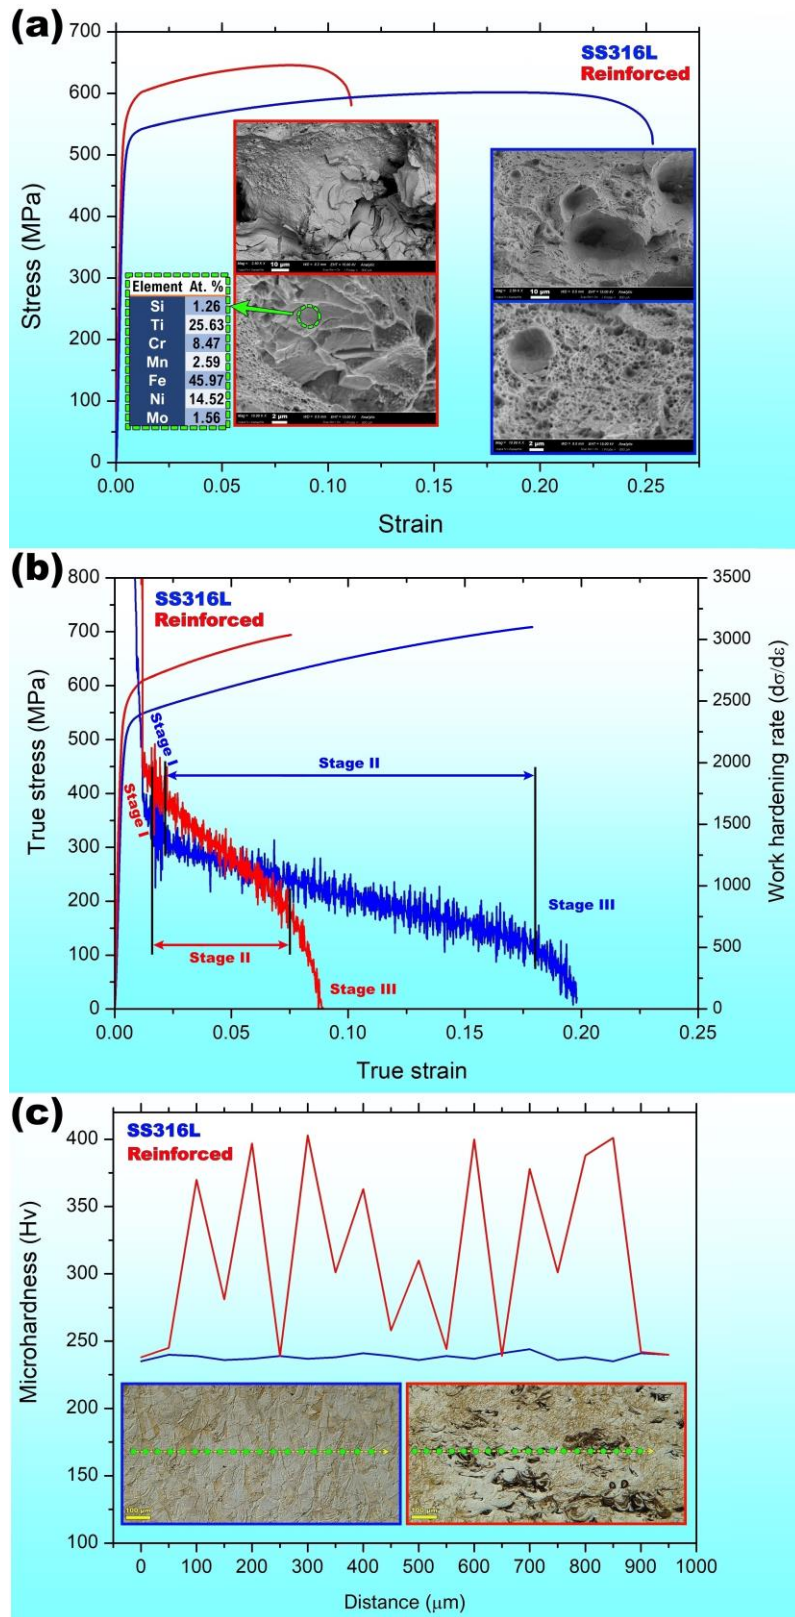 (a)
SS316L
Reinforced
700
600
500
400
300
200
100
0
Stress (MPa)
10 μm
2 μm
10 μm
2 μm
Element At. %
Si 1.26
Ti 25.63
Cr 8.47
Mn 2.59
Fe 45.97
Ni 14.52
Mo 1.56
0.00 0.05 0.10 0.15 0.20 0.25
Strain
(b)
SS316L
Reinforced
800
700
600
500
400
300
200
100
0
True stress (MPa)
3500
3000
2500
2000
1500
1000
500
0
Work hardening rate (dσ/dε)
Stage I
Stage II
Stage I
Stage III
Stage II
Stage III
0.00 0.05 0.10 0.15 0.20 0.25
True strain
(c)
SS316L
Reinforced
400
350
300
250
200
150
100
Microhardness (Hv)
100 μm
100 μm
0 100 200 300 400 500 600 700 800 900 1000
Distance (μm)